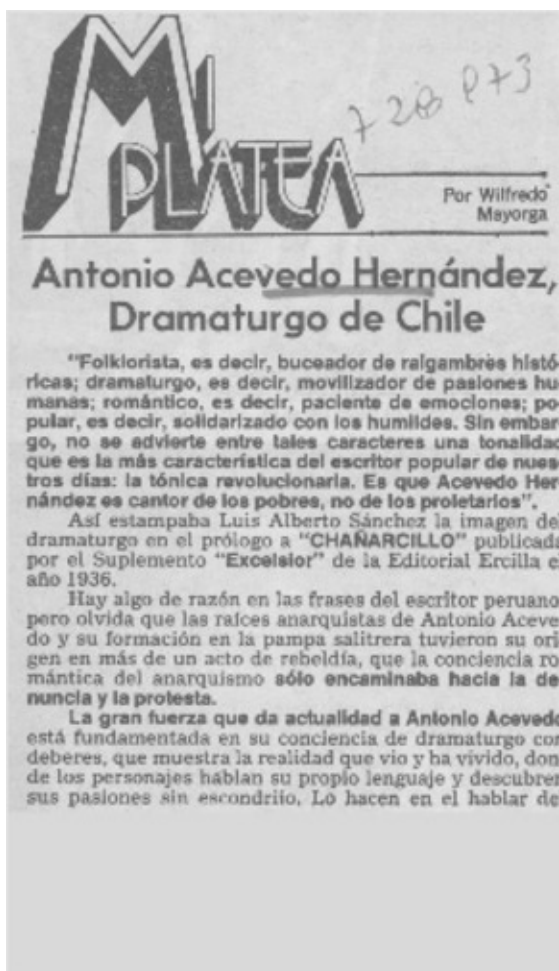 MI
PLATEA
728 P73
Por Wilfredo
Mayorga
Antonio Acevedo Hernández,
Dramaturgo de Chile
"Folklorista, es decir, buceador de raigambres histó-
ricas; dramaturgo, es decir, movilizador de pasiones hu
manas; romántico, es decir, paciente de emociones; po-
pular, es decir, solidarizado con los humildes. Sin embar-
go, no se advierte entre tales caracteres una tonalidad
que es la más característica del escritor popular de nues
tros días: la tónica revolucionaria. Es que Acevedo Her-
nández es cantor de los pobres, no de los proletarios".
Así estampaba Luis Alberto Sánchez la imagen de
dramaturgo en el prólogo a "CHAÑARCILLO" publicada
por el Suplemento "Excelsior" de la Editorial Ercilla e
año 1936.
Hay algo de razón en las frases del escritor peruano
pero olvida que las raíces anarquistas de Antonio Aceve
do y su formación en la pampa salitrera tuvieron su ori
gen en más de un acto de rebeldía, que la conciencia ro
mántica del anarquismo sólo encaminaba hacia la de
nuncia y la protesta.
La gran fuerza que da actualidad a Antonio Acevedo
está fundamentada en su conciencia de dramaturgo con
deberes, que muestra la realidad que vio y ha vivido, don
de los personajes hablan su propio lenguaje y descubren
sus pasiones sin escondrijo. Lo hacen en el hablar de